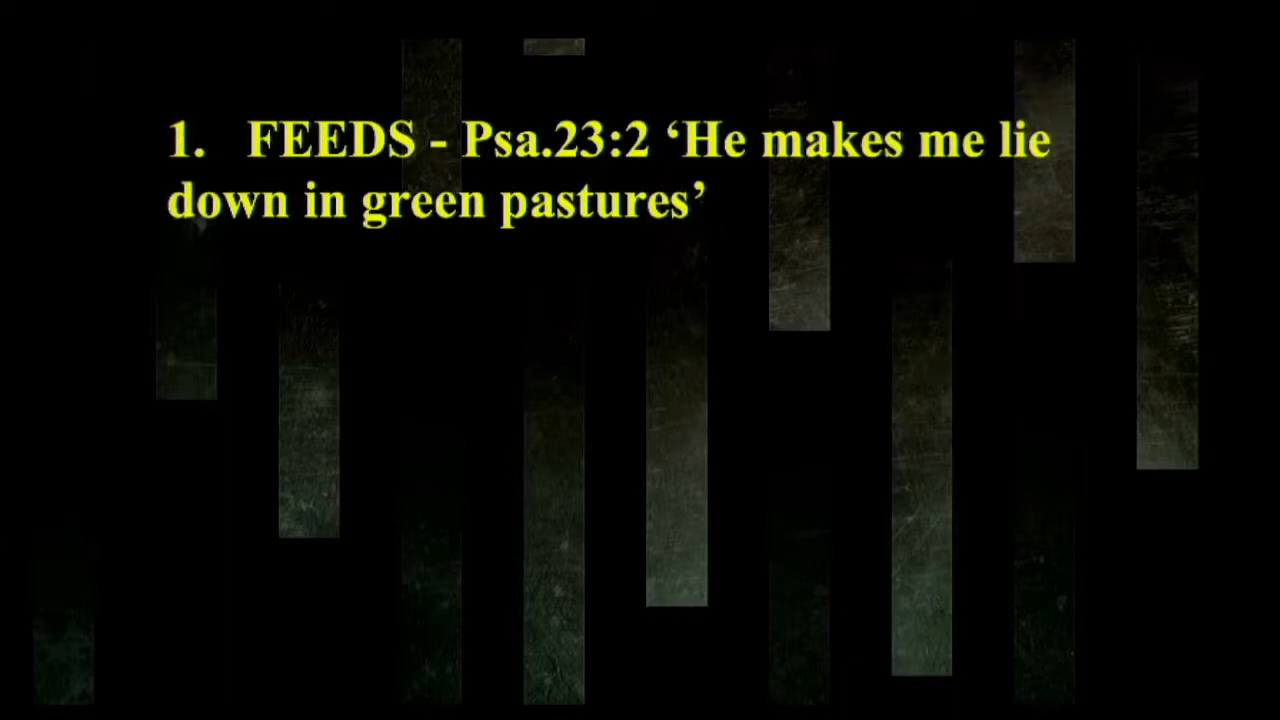 1. FEEDS - Psa.23:2 ‘He makes me lie
down in green pastures’